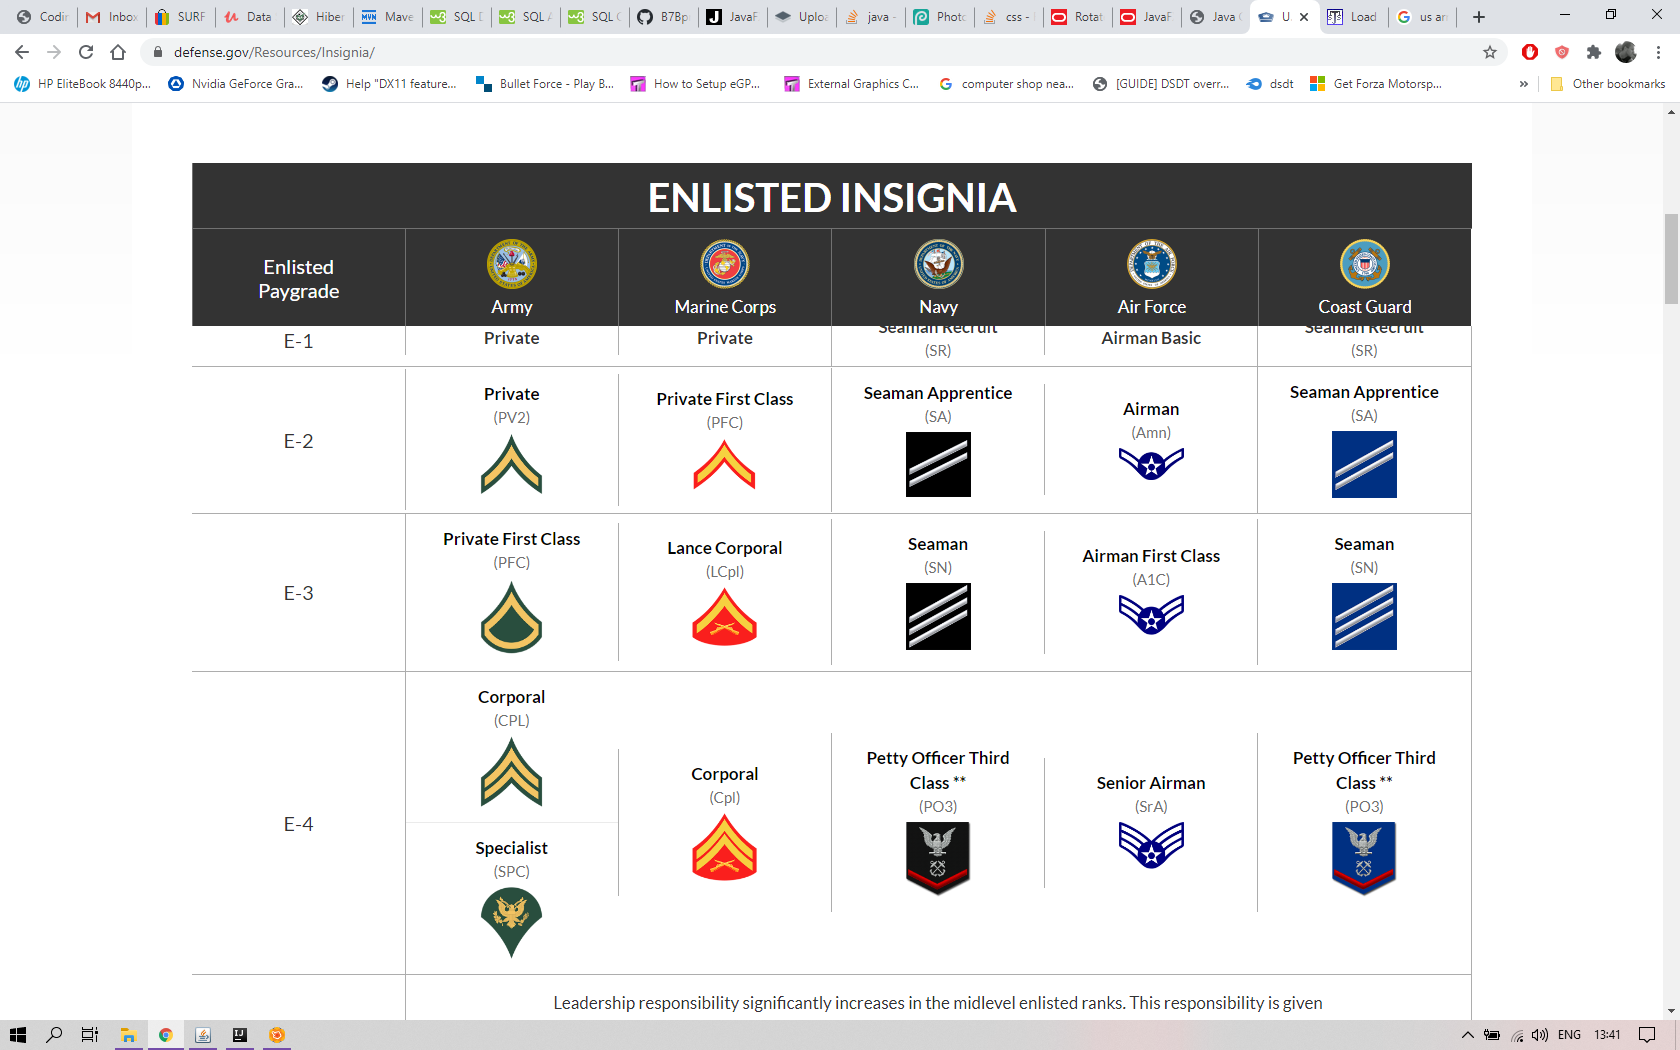 Codin
Inbox
SURF
Data
Hiber
Mave
SQL D
SQL A
SQL C
B7Bp
JavaF
Uploa
java -
Photo
css -
Rotat
JavaF
Java C
U
Load
us ar
defense.gov/Resources/Insignia/
HP EliteBook 8440p...
Nvidia GeForce Gra...
Help "DX11 feature...
Bullet Force - Play B...
How to Setup eGP...
External Graphics C...
computer shop nea...
[GUIDE] DSDT overr...
dsdt
Get Forza Motorsp...
»
Other bookmarks
ENLISTED INSIGNIA
Enlisted
Paygrade
Army
Marine Corps
Navy
Air Force
Coast Guard
E-1
Private
Private
Seaman Recruit
(SR)
Airman Basic
Seaman Recruit
(SR)
E-2
Private
(PV2)
Private First Class
(PFC)
Seaman Apprentice
(SA)
Airman
(Amn)
Seaman Apprentice
(SA)
E-3
Private First Class
(PFC)
Lance Corporal
(LCpl)
Seaman
(SN)
Airman First Class
(A1C)
Seaman
(SN)
E-4
Corporal
(CPL)
Specialist
(SPC)
Corporal
(Cpl)
Petty Officer Third
Class **
(PO3)
Senior Airman
(SrA)
Petty Officer Third
Class **
(PO3)
Leadership responsibility significantly increases in the midlevel enlisted ranks. This responsibility is given
ENG
13:41